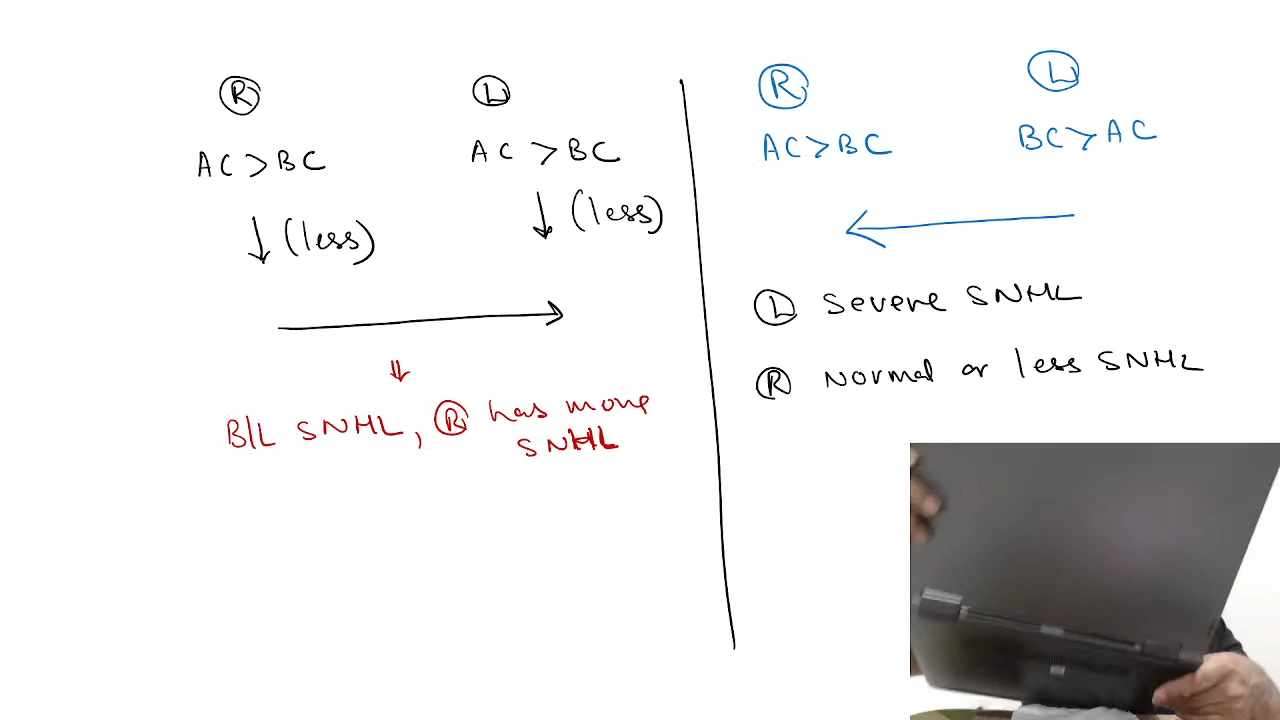 R L
AC > BC AC > BC
↓ (less) ↓ (less)
→
⇓
B/L SNHL, R has more
SNHL
R L
AC > BC BC > AC
←
L Severe SNHL
R Normal or less SNHL